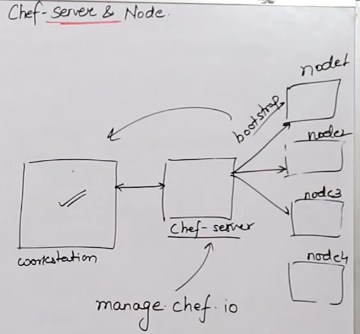 Chef-Server & Node.
node1
bootstrap
node2
node3
node4
Chef-server
workstation
manage.chef.io